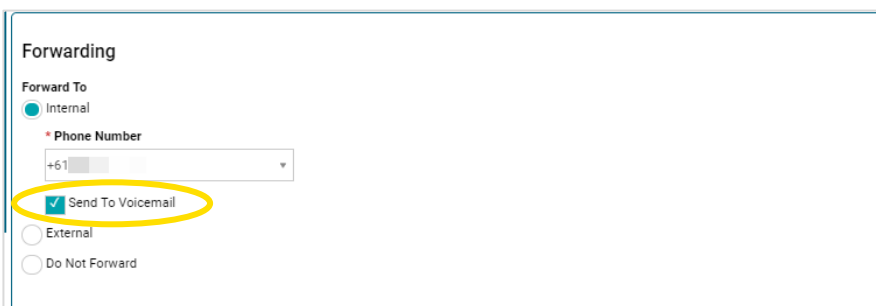 Forwarding
Forward To
Internal
* Phone Number
+61
Send To Voicemail
External
Do Not Forward